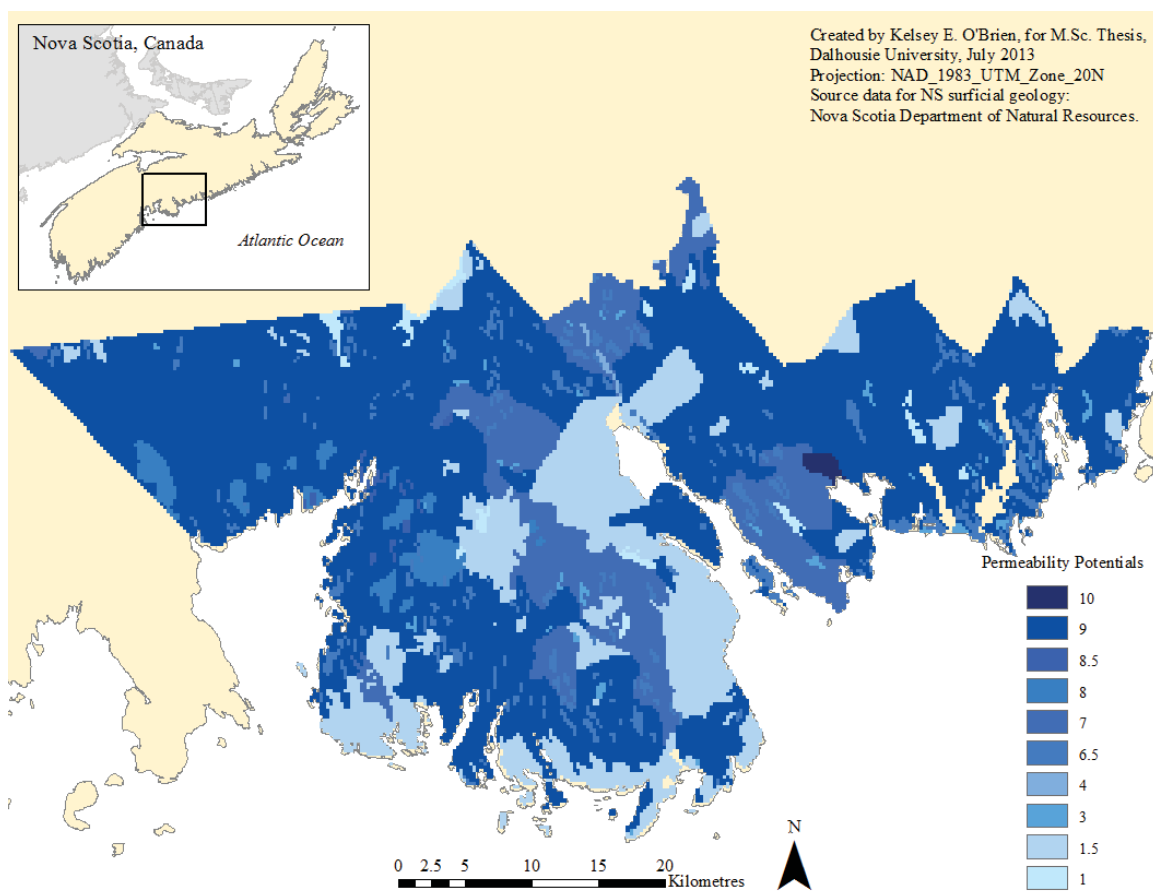 Nova Scotia, Canada
Atlantic Ocean
Created by Kelsey E. O'Brien, for M.Sc. Thesis,
Dalhousie University, July 2013
Projection: NAD_1983_UTM_Zone_20N
Source data for NS surficial geology:
Nova Scotia Department of Natural Resources.
Permeability Potentials
10
9
8.5
8
7
6.5
4
3
1.5
1
N
0 2.5 5 10 15 20
Kilometres